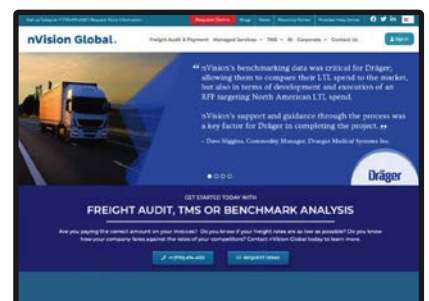 Request Demo Blogs News Resource Center Provider Help Center
nVision Global.
Freight Audit & Payment Managed Services TMS BI Corporate Contact Us
Sign In
“ nVision's benchmarking data was critical for Dräger;
allowing them to compare their LTL spend to the market,
but also in terms of development and execution of an
RFP targeting North American LTL spend.
nVision's support and guidance through the process was
a key factor for Dräger in completing the project. ”
- Dave Higgins, Commodity Manager, Draeger Medical Systems Inc.
Dräger
GET STARTED TODAY WITH
FREIGHT AUDIT, TMS OR BENCHMARK ANALYSIS
Are you paying the correct amount on your invoices? Do you know if your freight rates are as low as possible? Do you know
how your company fares against the rates of your competitors? Contact nVision Global today to learn more.
REQUEST DEMO